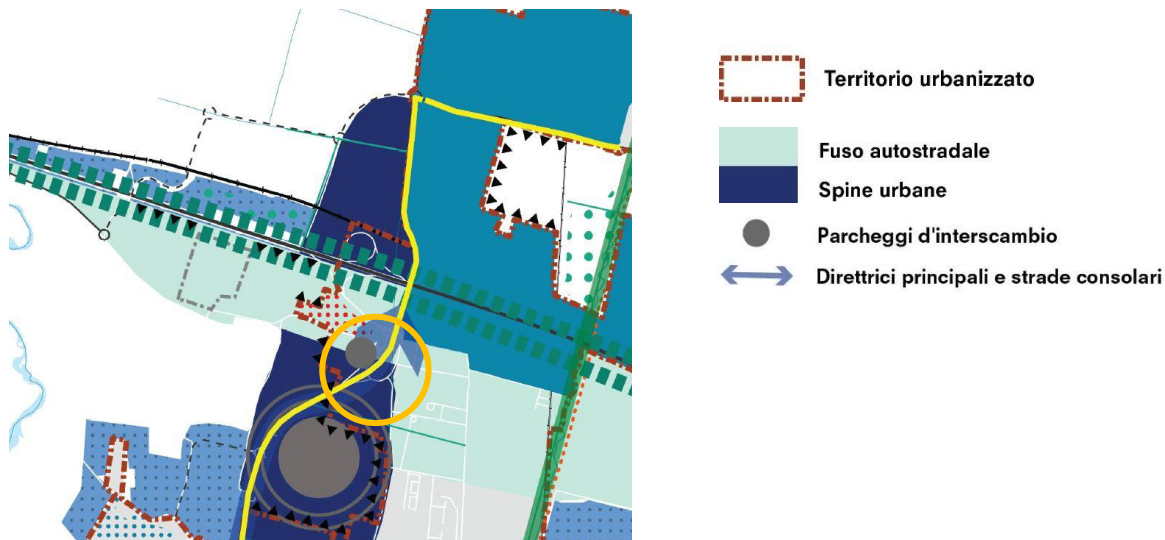 Territorio urbanizzato
Fuso autostradale
Spine urbane
Parcheggi d'interscambio
Direttrici principali e strade consolari